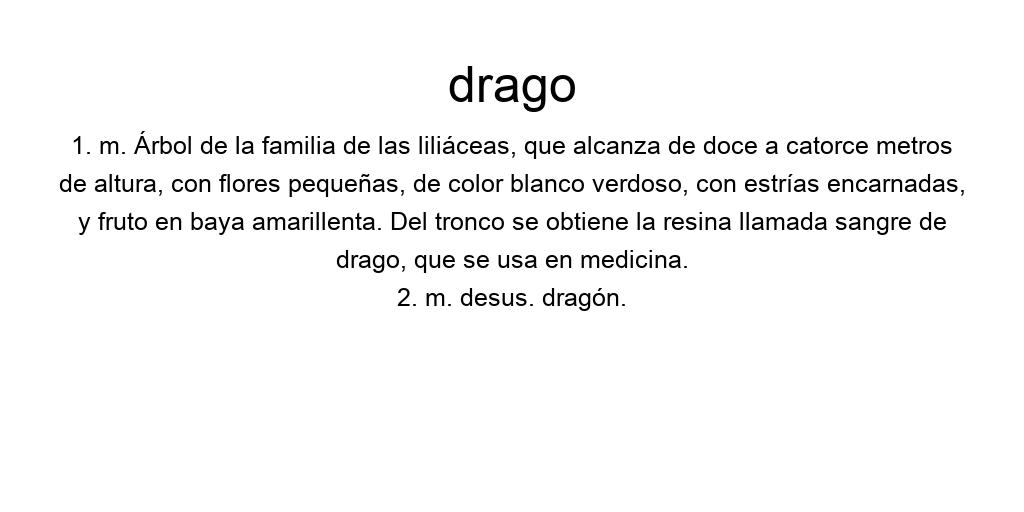 drago
1. m. Árbol de la familia de las liliáceas, que alcanza de doce a catorce metros
de altura, con flores pequeñas, de color blanco verdoso, con estrías encarnadas,
y fruto en baya amarillenta. Del tronco se obtiene la resina llamada sangre de
drago, que se usa en medicina.
2. m. desus. dragón.